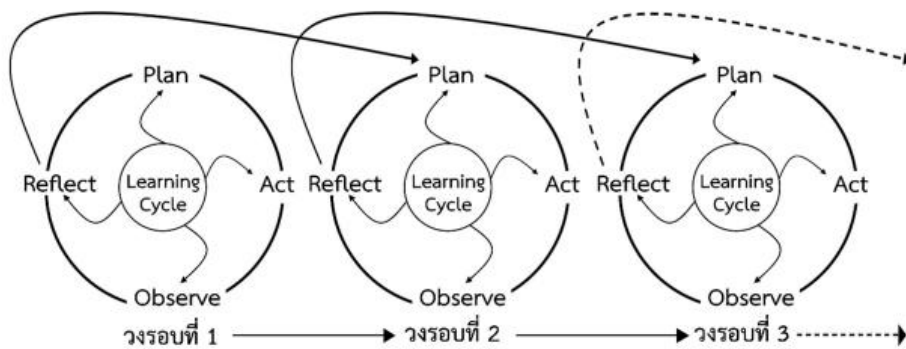 Plan
Reflect
Learning
Cycle
Act
Observe
วงรอบที่ 1
Plan
Reflect
Learning
Cycle
Act
Observe
วงรอบที่ 2
Plan
Reflect
Learning
Cycle
Act
Observe
วงรอบที่ 3